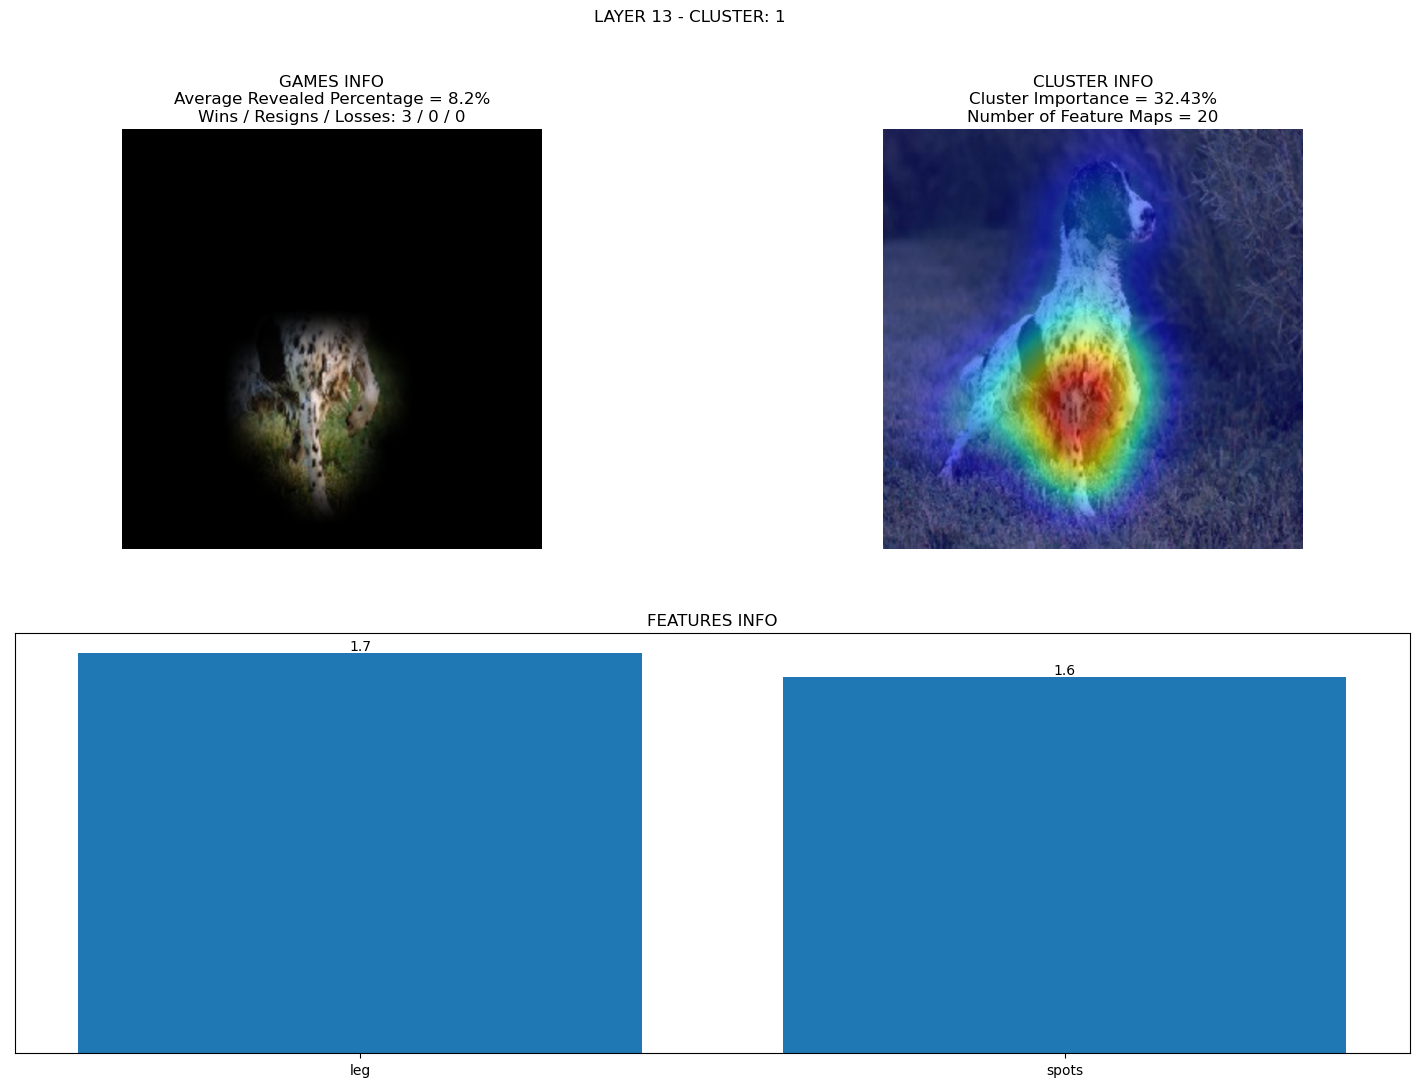 LAYER 13 - CLUSTER: 1
GAMES INFO
Average Revealed Percentage = 8.2%
Wins / Resigns / Losses: 3 / 0 / 0
CLUSTER INFO
Cluster Importance = 32.43%
Number of Feature Maps = 20
FEATURES INFO
1.7
1.6
leg
spots